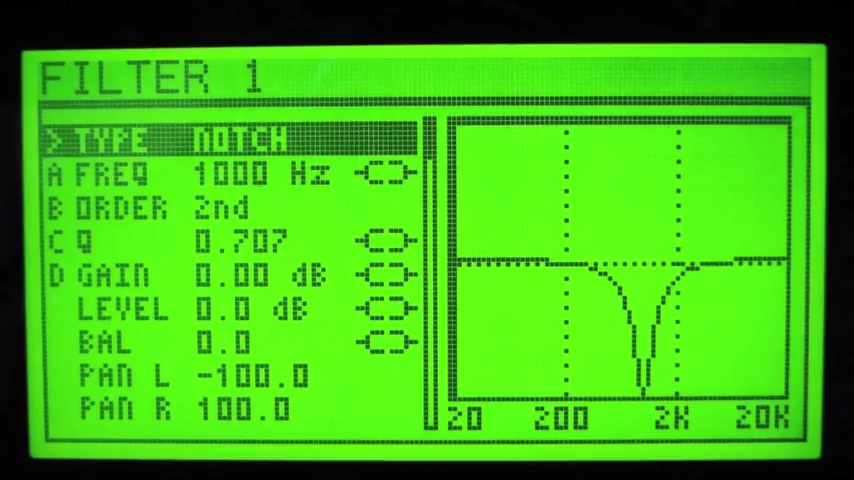 FILTER 1
> TYPE NOTCH
A FREQ 1000 Hz
B ORDER 2nd
C Q 0.707
D GAIN 0.00 dB
LEVEL 0.0 dB
BAL 0.0
PAN L -100.0
PAN R 100.0
20 200 2K 20K